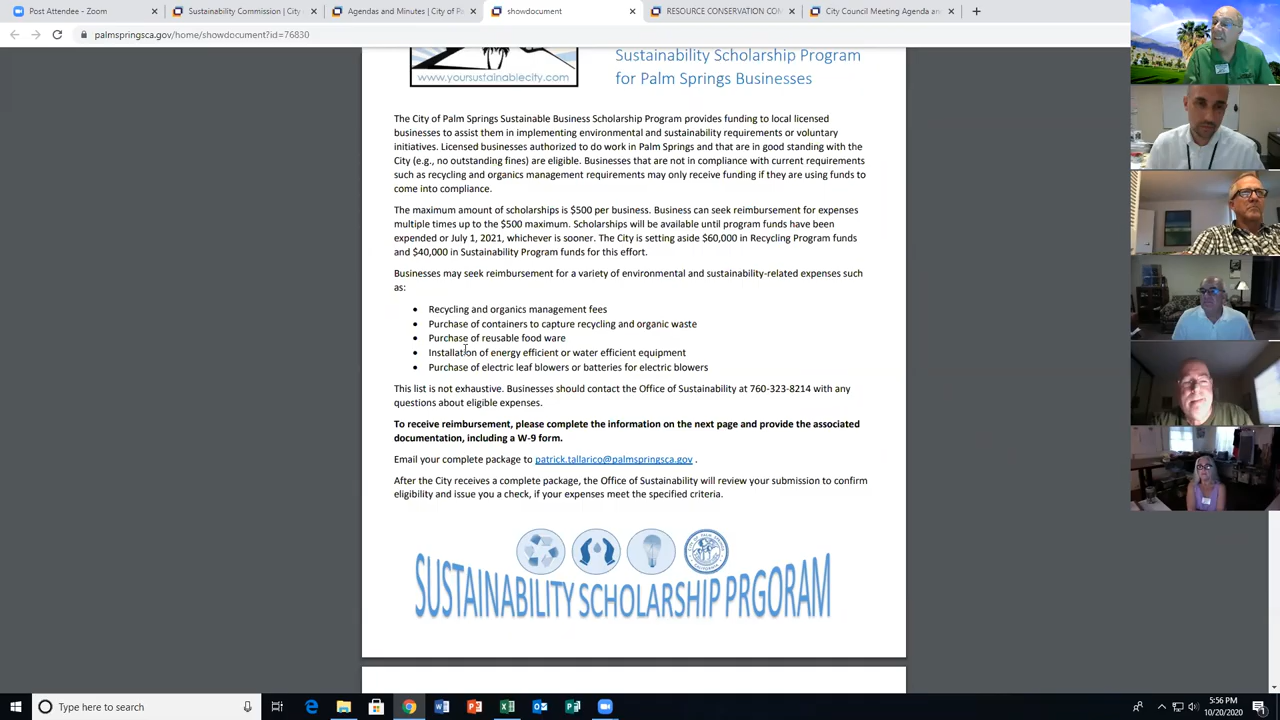 Post Attendee - Zoom
Sustainability Commission | City
Agendas and Minutes | City of Pa
showdocument
RESOURCE CONSERVATION COM
City Council Meeting Agenda an
palmspringsca.gov/home/showdocument?id=76830
www.yoursustainablecity.com
Sustainability Scholarship Program
for Palm Springs Businesses
The City of Palm Springs Sustainable Business Scholarship Program provides funding to local licensed
businesses to assist them in implementing environmental and sustainability requirements or voluntary
initiatives. Licensed businesses authorized to do work in Palm Springs and that are in good standing with the
City (e.g., no outstanding fines) are eligible. Businesses that are not in compliance with current requirements
such as recycling and organics management requirements may only receive funding if they are using funds to
come into compliance.
The maximum amount of scholarships is $500 per business. Business can seek reimbursement for expenses
multiple times up to the $500 maximum. Scholarships will be available until program funds have been
expended or July 1, 2021, whichever is sooner. The City is setting aside $60,000 in Recycling Program funds
and $40,000 in Sustainability Program funds for this effort.
Businesses may seek reimbursement for a variety of environmental and sustainability-related expenses such
as:
• Recycling and organics management fees
• Purchase of containers to capture recycling and organic waste
• Purchase of reusable food ware
• Installation of energy efficient or water efficient equipment
• Purchase of electric leaf blowers or batteries for electric blowers
This list is not exhaustive. Businesses should contact the Office of Sustainability at 760-323-8214 with any
questions about eligible expenses.
To receive reimbursement, please complete the information on the next page and provide the associated
documentation, including a W-9 form.
Email your complete package to patrick.tallarico@palmspringsca.gov .
After the City receives a complete package, the Office of Sustainability will review your submission to confirm
eligibility and issue you a check, if your expenses meet the specified criteria.
SUSTAINABILITY SCHOLARSHIP PRGORAM
Type here to search
5:56 PM
10/20/2020